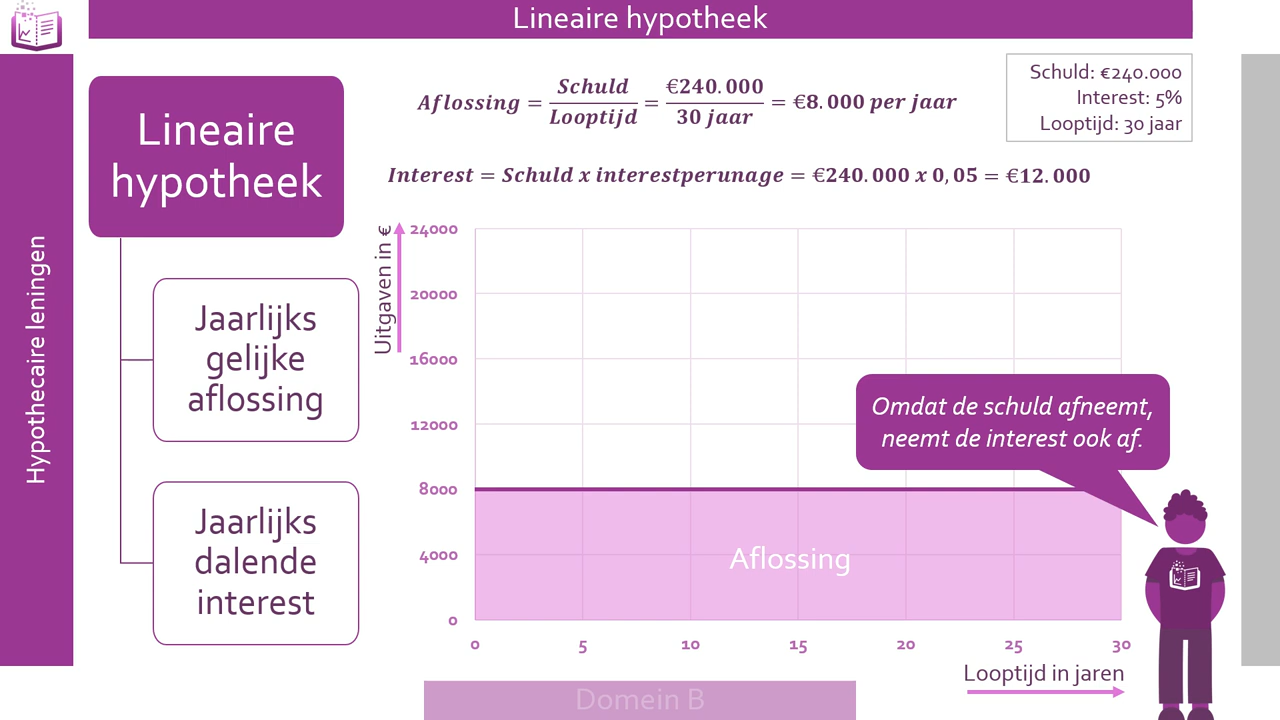 Lineaire hypotheek
Hypothecaire leningen
Lineaire
hypotheek
Jaarlijks
gelijke
aflossing
Jaarlijks
dalende
interest
Aflossing = Schuld / Looptijd = €240.000 / 30 jaar = €8.000 per jaar
Schuld: €240.000
Interest: 5%
Looptijd: 30 jaar
Interest = Schuld x interestperunage = €240.000 x 0,05 = €12.000
Uitgaven in €
24000
20000
16000
12000
8000
4000
0
Omdat de schuld afneemt,
neemt de interest ook af.
Aflossing
0 5 10 15 20 25 30
Looptijd in jaren
Domein B